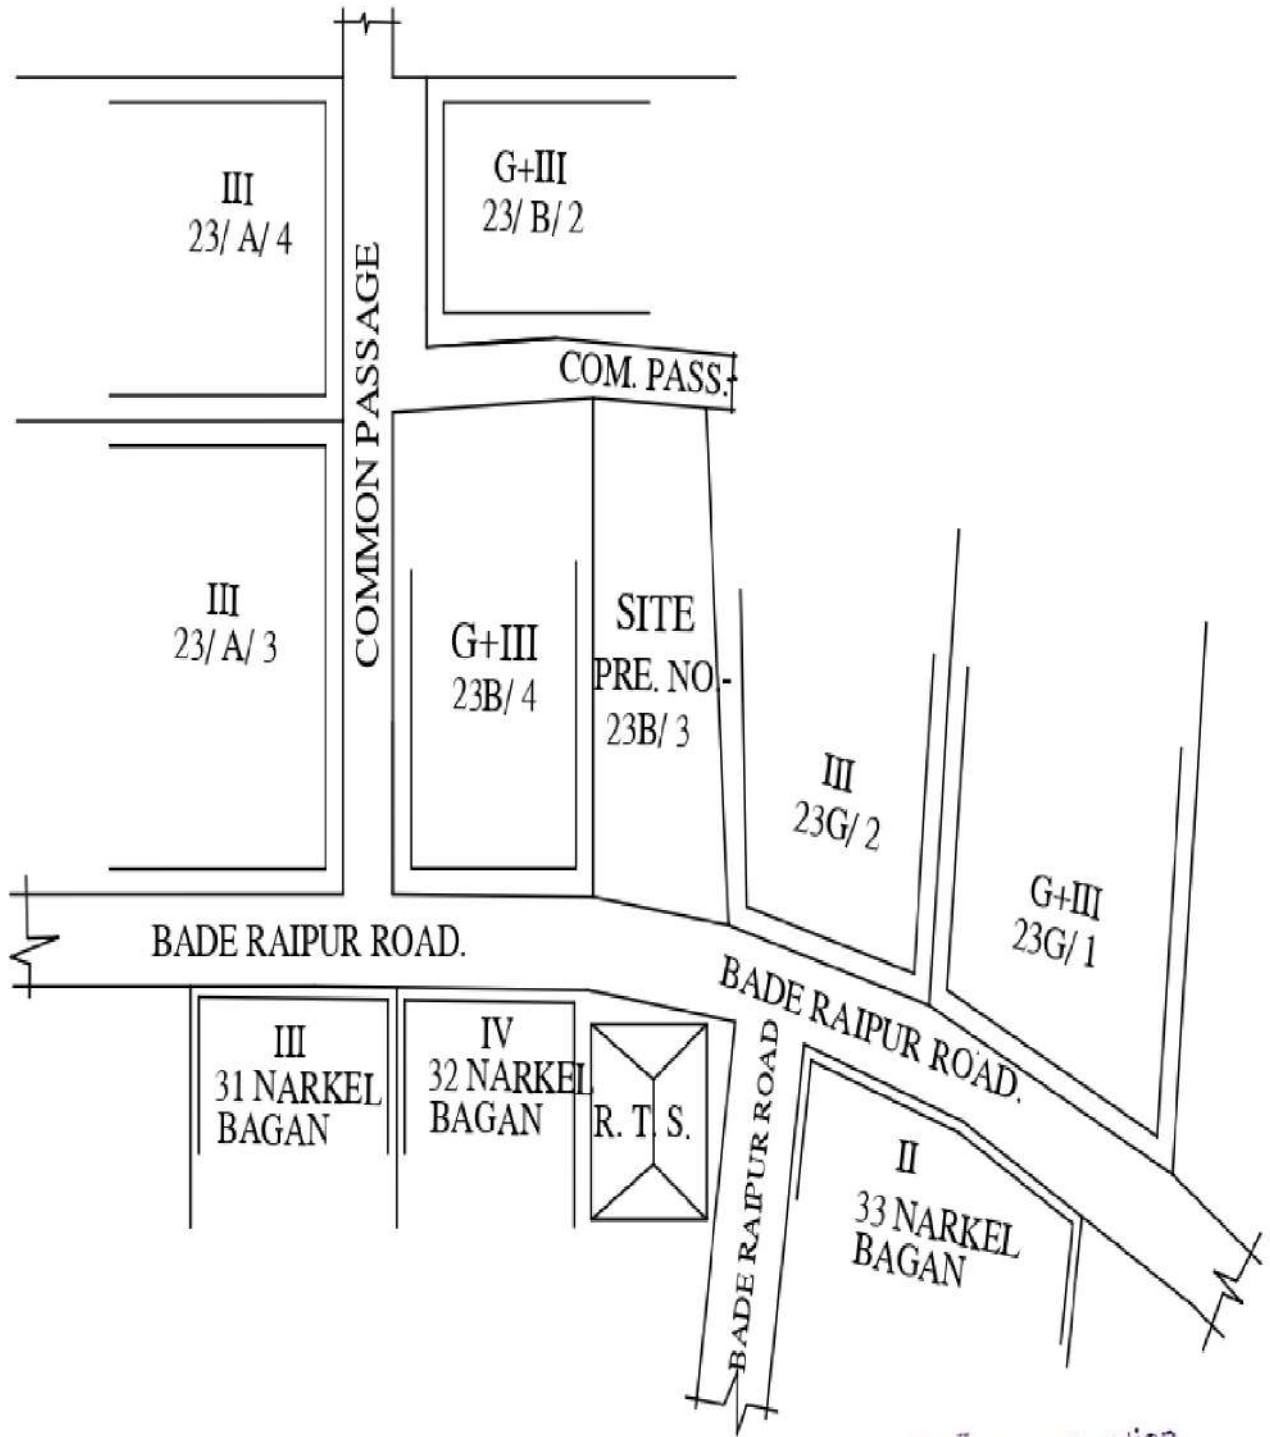 III
23/ A/ 4
G+III
23/ B/ 2
COMMON PASSAGE
COM. PASS.-
III
23/ A/ 3
G+III
23B/ 4
SITE
PRE. NO.-
23B/ 3
III
23G/ 2
G+III
23G/ 1
BADE RAIPUR ROAD.
BADE RAIPUR ROAD.
III
31 NARKEL
BAGAN
IV
32 NARKEL
BAGAN
R. T. S.
BADE RAIPUR ROAD
II
33 NARKEL
BAGAN